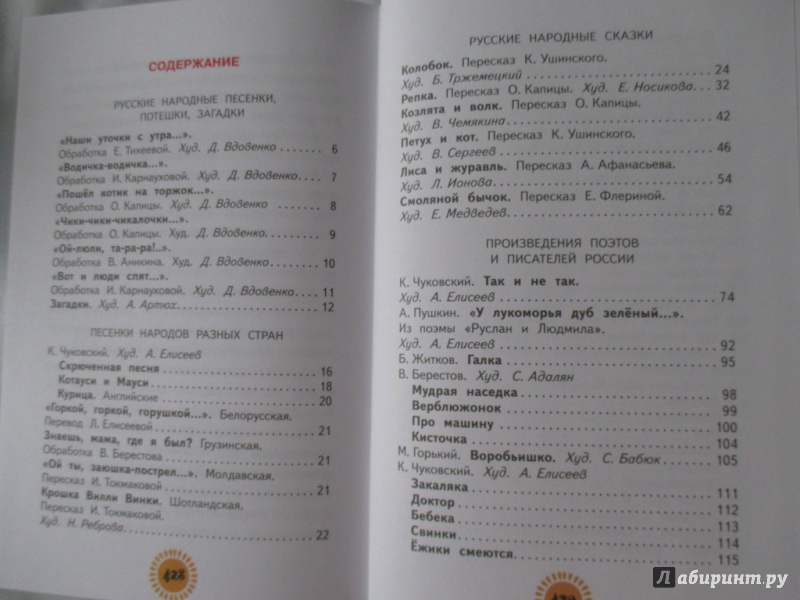 СОДЕРЖАНИЕ
РУССКИЕ НАРОДНЫЕ ПЕСЕНКИ,
ПОТЕШКИ, ЗАГАДКИ
«Наши уточки с утра...».
Обработка Е. Тихеевой. Худ. Д. Вдовенко 6
«Водичка-водичка...».
Обработка И. Карнауховой. Худ. Д. Вдовенко 7
«Пошёл котик на торжок...».
Обработка О. Капицы. Худ. Д. Вдовенко 8
«Чики-чики-чикалочки...».
Обработка О. Капицы. Худ. Д. Вдовенко. 9
«Ой-люли, та-ра-ра!..».
Обработка В. Аникина. Худ. Д. Вдовенко 10
«Вот и люди спят...».
Обработка И. Карнауховой. Худ. Д. Вдовенко 11
Загадки. Худ. А. Артюх 12
ПЕСЕНКИ НАРОДОВ РАЗНЫХ СТРАН
К. Чуковский. Худ. А. Елисеев
Скрюченная песня 16
Котауси и Мауси 18
Курица. Английские 20
«Горкой, горкой, горушкой...». Белорусская.
Перевод Л. Елисеевой 21
Знаешь, мама, где я был? Грузинская.
Обработка В. Берестова 21
«Ой ты, заюшка-пострел...». Молдавская.
Пересказ И. Токмаковой 21
Крошка Вилли Винки. Шотландская.
Пересказ И. Токмаковой.
Худ. Н. Реброва 22
428
РУССКИЕ НАРОДНЫЕ СКАЗКИ
Колобок. Пересказ К. Ушинского.
Худ. Б. Тржемецкий 24
Репка. Пересказ О. Капицы. Худ. Е. Носикова 32
Козлята и волк. Пересказ О. Капицы.
Худ. В. Чемякина 42
Петух и кот. Пересказ К. Ушинского.
Худ. В. Сергеев 46
Лиса и журавль. Пересказ А. Афанасьева.
Худ. Л. Ионова 54
Смоляной бычок. Пересказ Е. Флериной.
Худ. Е. Медведев 62
ПРОИЗВЕДЕНИЯ ПОЭТОВ
И ПИСАТЕЛЕЙ РОССИИ
К. Чуковский. Так и не так.
Худ. А. Елисеев 74
А. Пушкин. «У лукоморья дуб зелёный...».
Из поэмы «Руслан и Людмила».
Худ. А. Елисеев 92
Б. Житков. Галка 95
В. Берестов. Худ. С. Адалян
Мудрая наседка 98
Верблюжонок 99
Про машину 100
Кисточка 104
М. Горький. Воробьишко. Худ. С. Бабюк 105
К. Чуковский. Худ. А. Елисеев
Закаляка 111
Доктор 112
Бебека 113
Свинки 114
Ёжики смеются 115
Лабиринт.ру